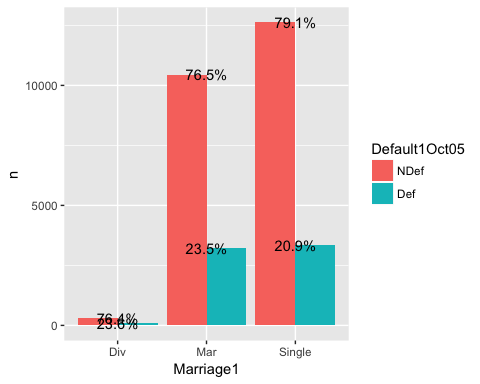 79.1%
10000
76.5%
n
Default1Oct05
NDef
Def
5000
23.5%
20.9%
76.4%
23.6%
0
Div
Mar
Single
Marriage1